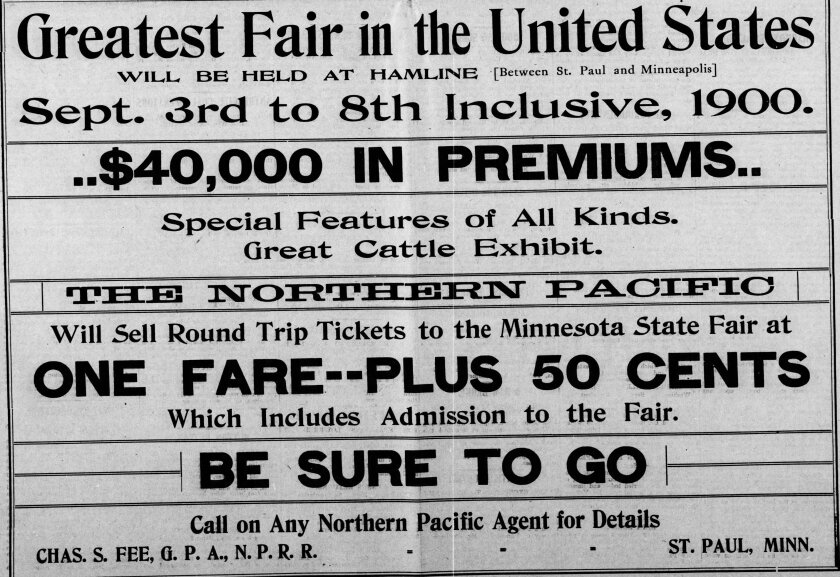 Greatest Fair in the United States
WILL BE HELD AT HAMLINE [Between St. Paul and Minneapolis]
Sept. 3rd to 8th Inclusive, 1900.
..$40,000 IN PREMIUMS..
Special Features of All Kinds.
Great Cattle Exhibit.
THE NORTHERN PACIFIC
Will Sell Round Trip Tickets to the Minnesota State Fair at
ONE FARE--PLUS 50 CENTS
Which Includes Admission to the Fair.
BE SURE TO GO
Call on Any Northern Pacific Agent for Details
CHAS. S. FEE, G. P. A., N. P. R. R. - - - ST. PAUL, MINN.